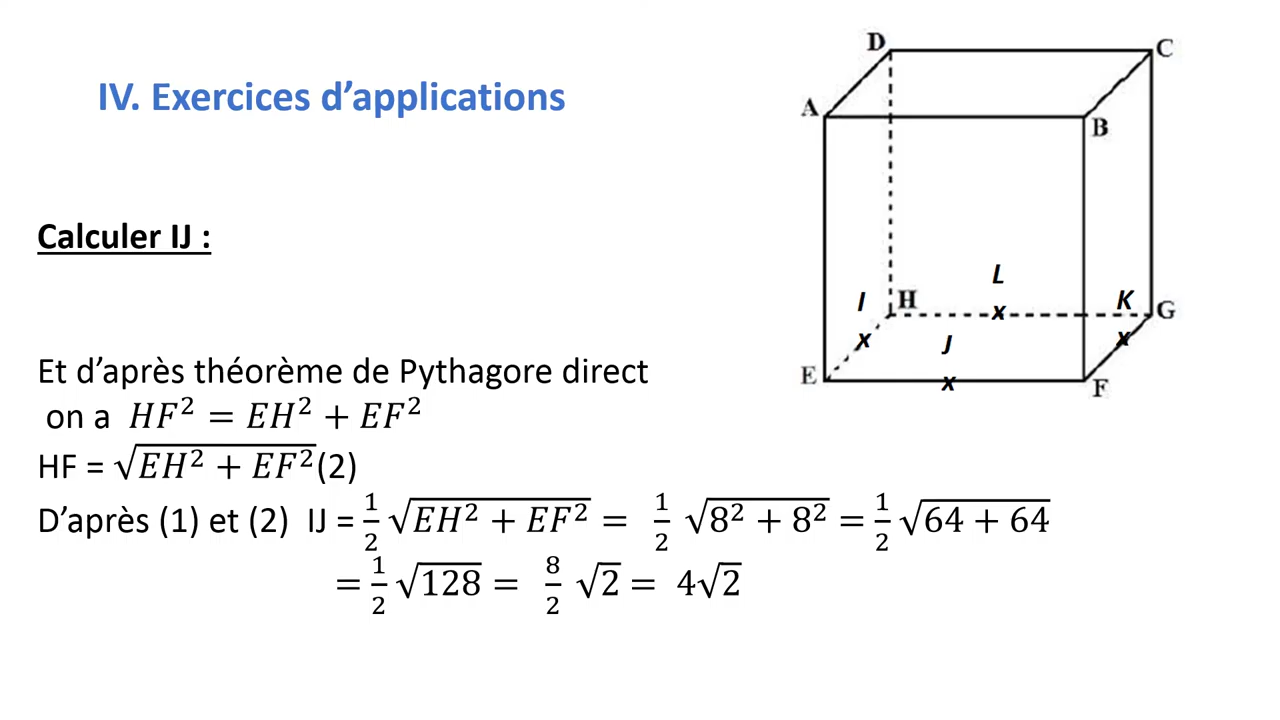 IV. Exercices d'applications
Calculer IJ :
Et d'après théorème de Pythagore direct
on a HF² = EH² + EF²
HF = √(EH² + EF²)(2)
D'après (1) et (2) IJ = 1/2 √(EH² + EF²) = 1/2 √(8² + 8²) = 1/2 √(64 + 64)
= 1/2 √128 = 8/2 √2 = 4√2
D
C
A
B
L
I
H
K
G
x
J
x
x
E
x
F